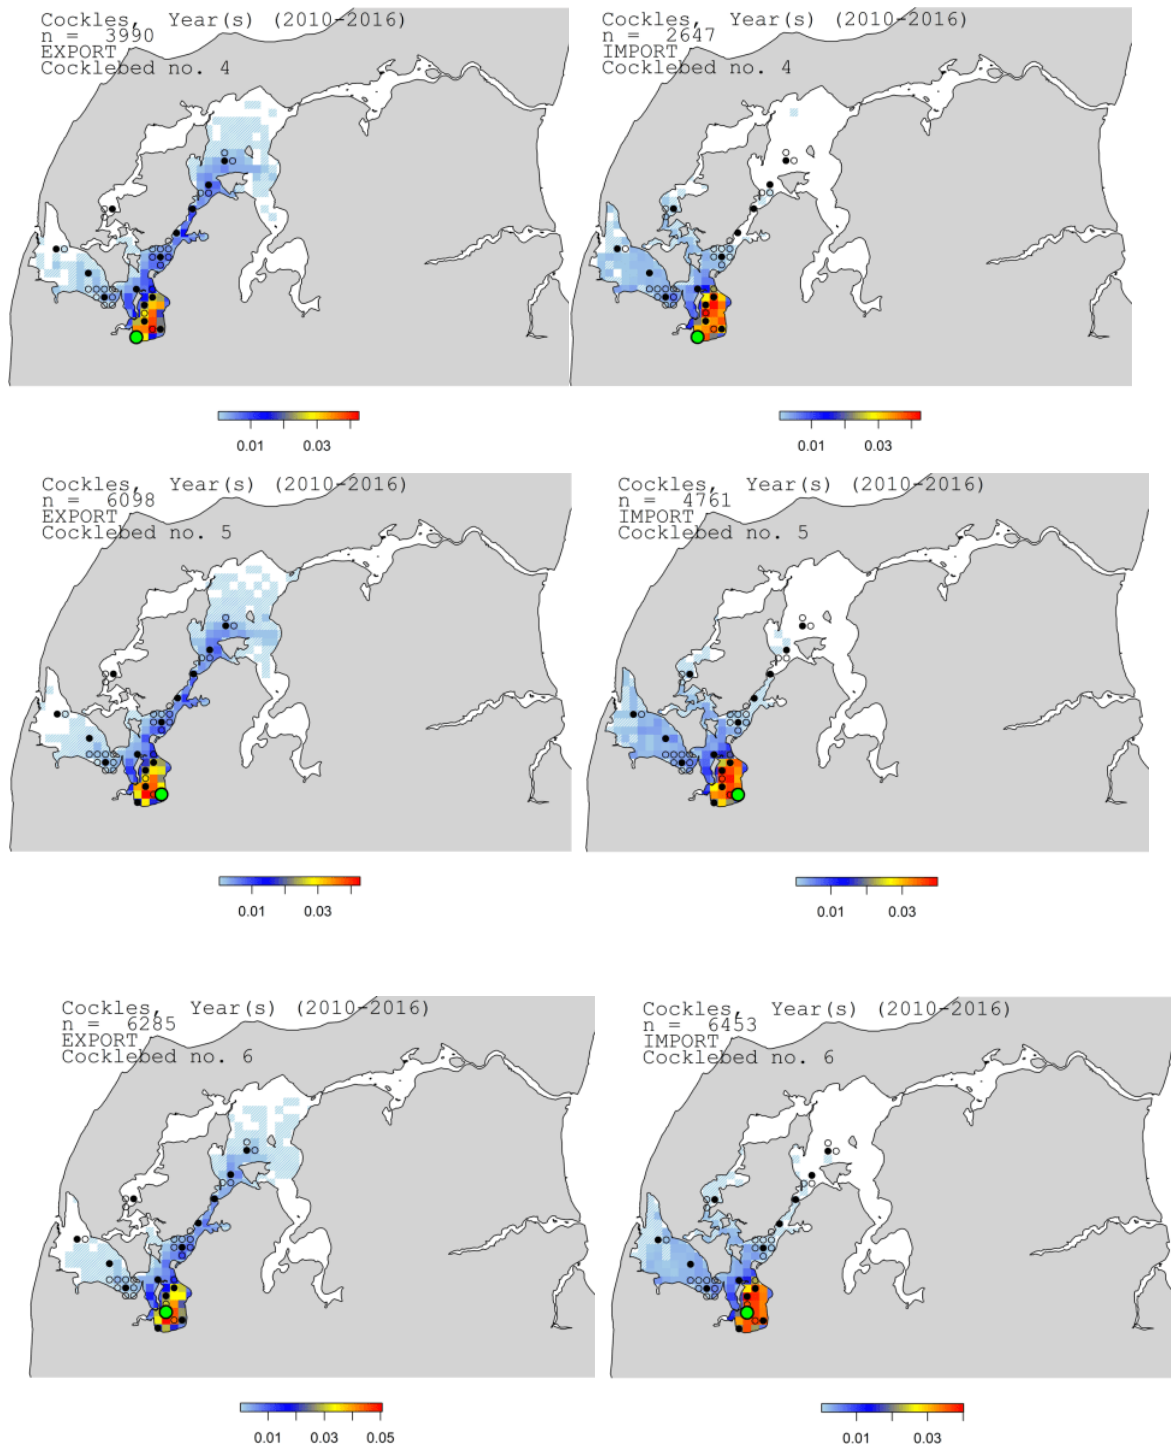 Cockles, Year(s) (2010-2016)
n = 3990
EXPORT
Cocklebed no. 4
0.01 0.03
Cockles, Year(s) (2010-2016)
n = 2647
IMPORT
Cocklebed no. 4
0.01 0.03
Cockles, Year(s) (2010-2016)
n = 6098
EXPORT
Cocklebed no. 5
0.01 0.03
Cockles, Year(s) (2010-2016)
n = 4761
IMPORT
Cocklebed no. 5
0.01 0.03
Cockles, Year(s) (2010-2016)
n = 6285
EXPORT
Cocklebed no. 6
0.01 0.03 0.05
Cockles, Year(s) (2010-2016)
n = 6453
IMPORT
Cocklebed no. 6
0.01 0.03